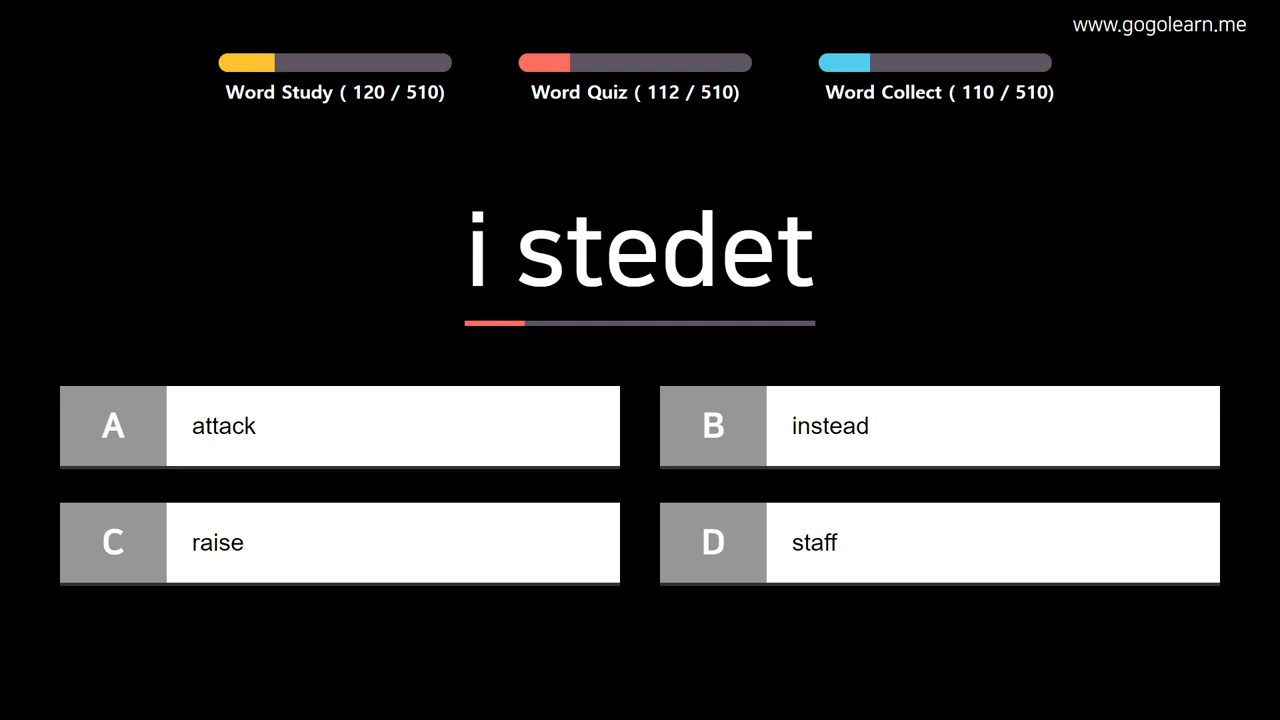 www.gogolearn.me
Word Study ( 120 / 510)
Word Quiz ( 112 / 510)
Word Collect ( 110 / 510)
i stedet
A attack
B instead
C raise
D staff